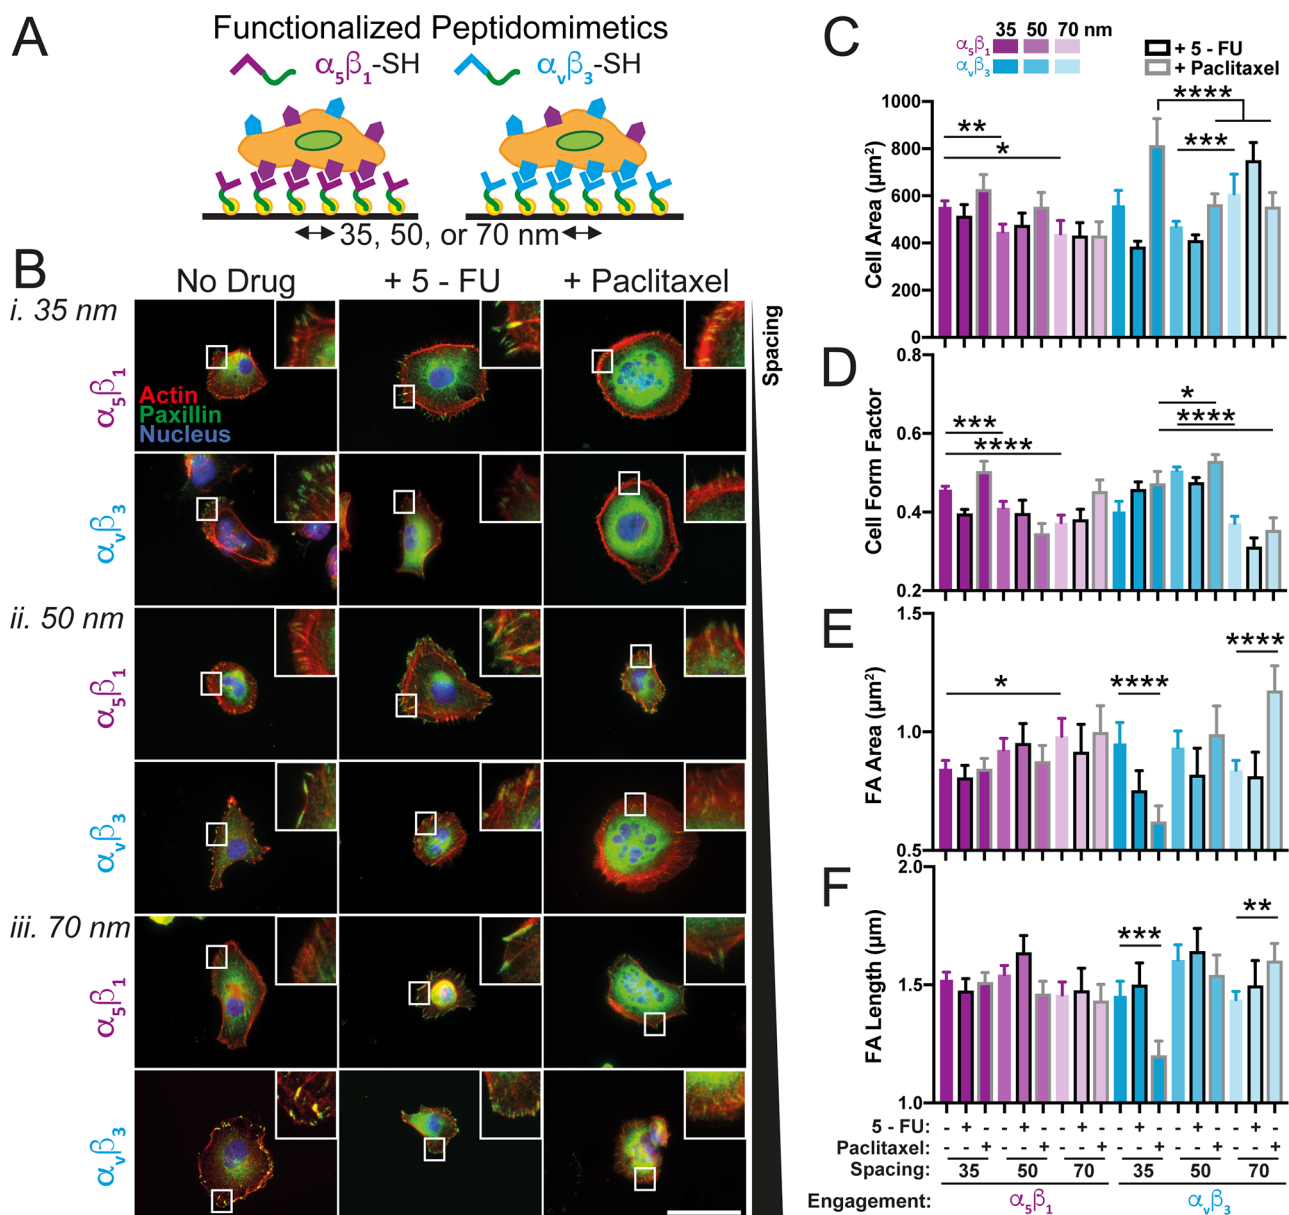 A
Functionalized Peptidomimetics
α5β1-SH
αvβ3-SH
35, 50, or 70 nm
B
No Drug
+ 5 - FU
+ Paclitaxel
i. 35 nm
α5β1
Actin
Paxillin
Nucleus
αvβ3
ii. 50 nm
α5β1
αvβ3
iii. 70 nm
α5β1
αvβ3
Spacing
C
35 50 70 nm
α5β1
αvβ3
+ 5 - FU
+ Paclitaxel
Cell Area (µm²)
1000
800
600
400
200
0
**
*
****
***
D
Cell Form Factor
0.8
0.6
0.4
0.2
***
****
*
****
E
FA Area (µm²)
1.5
1.0
0.5
*
****
****
F
FA Length (µm)
2.0
1.5
1.0
***
**
5 - FU: - + - - + - - + - - + - - + - - + -
Paclitaxel: - - + - - + - - + - - + - - + - - +
Spacing: 35 50 70 35 50 70
Engagement: α5β1 αvβ3